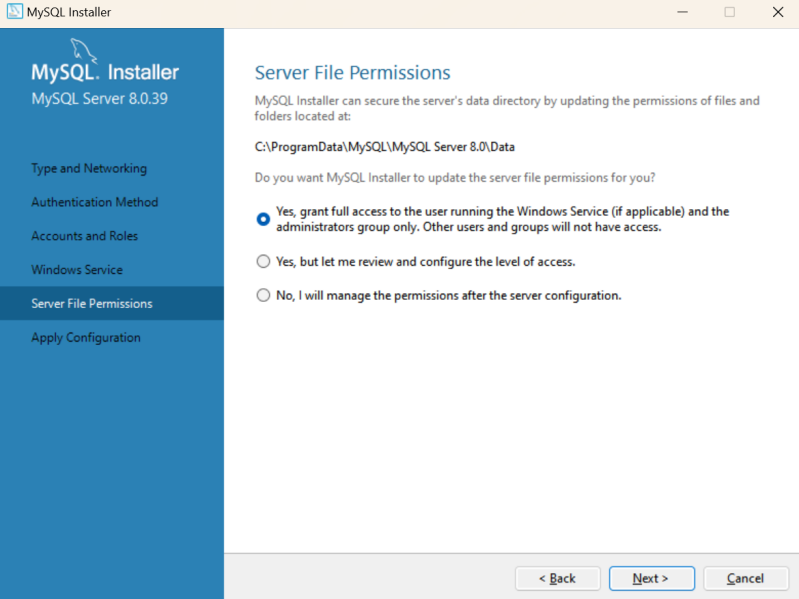 MySQL Installer
MySQL. Installer
MySQL Server 8.0.39
Type and Networking
Authentication Method
Accounts and Roles
Windows Service
Server File Permissions
Apply Configuration
Server File Permissions
MySQL Installer can secure the server's data directory by updating the permissions of files and
folders located at:
C:\ProgramData\MySQL\MySQL Server 8.0\Data
Do you want MySQL Installer to update the server file permissions for you?
Yes, grant full access to the user running the Windows Service (if applicable) and the
administrators group only. Other users and groups will not have access.
Yes, but let me review and configure the level of access.
No, I will manage the permissions after the server configuration.
< Back
Next >
Cancel